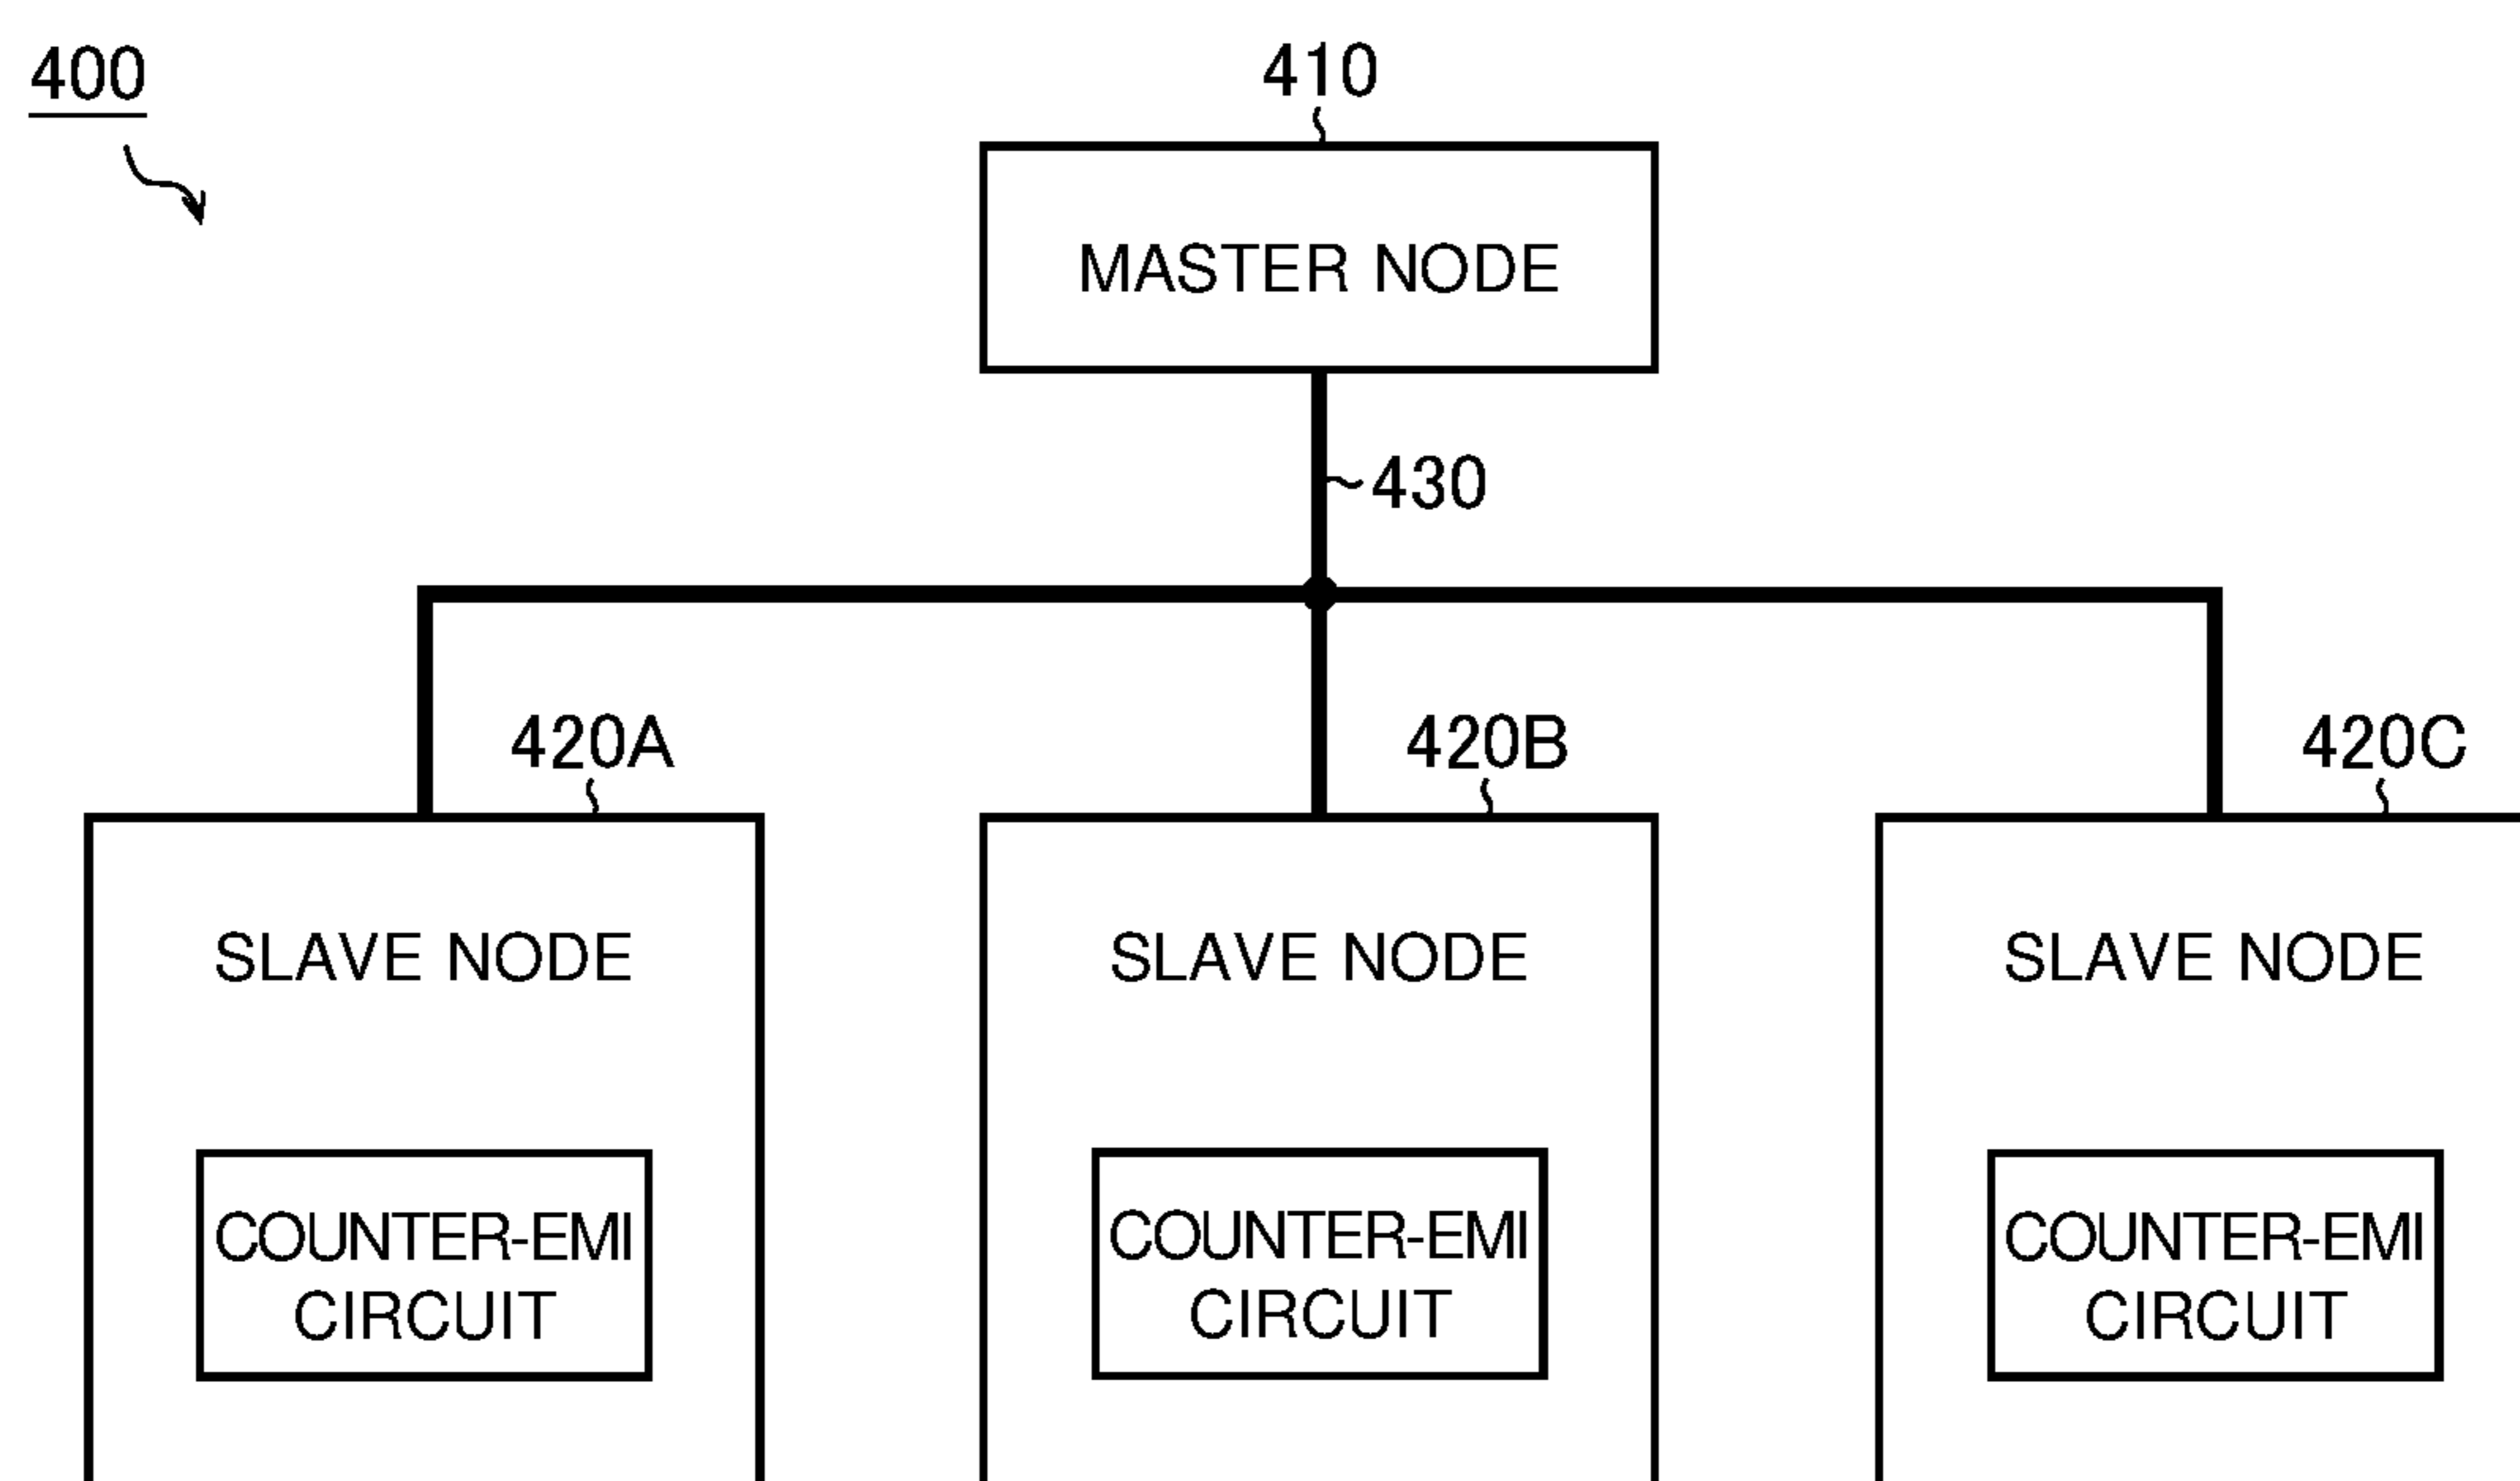 400
410
MASTER NODE
430
420A
420B
420C
SLAVE NODE
SLAVE NODE
SLAVE NODE
COUNTER-EMI
CIRCUIT
COUNTER-EMI
CIRCUIT
COUNTER-EMI
CIRCUIT